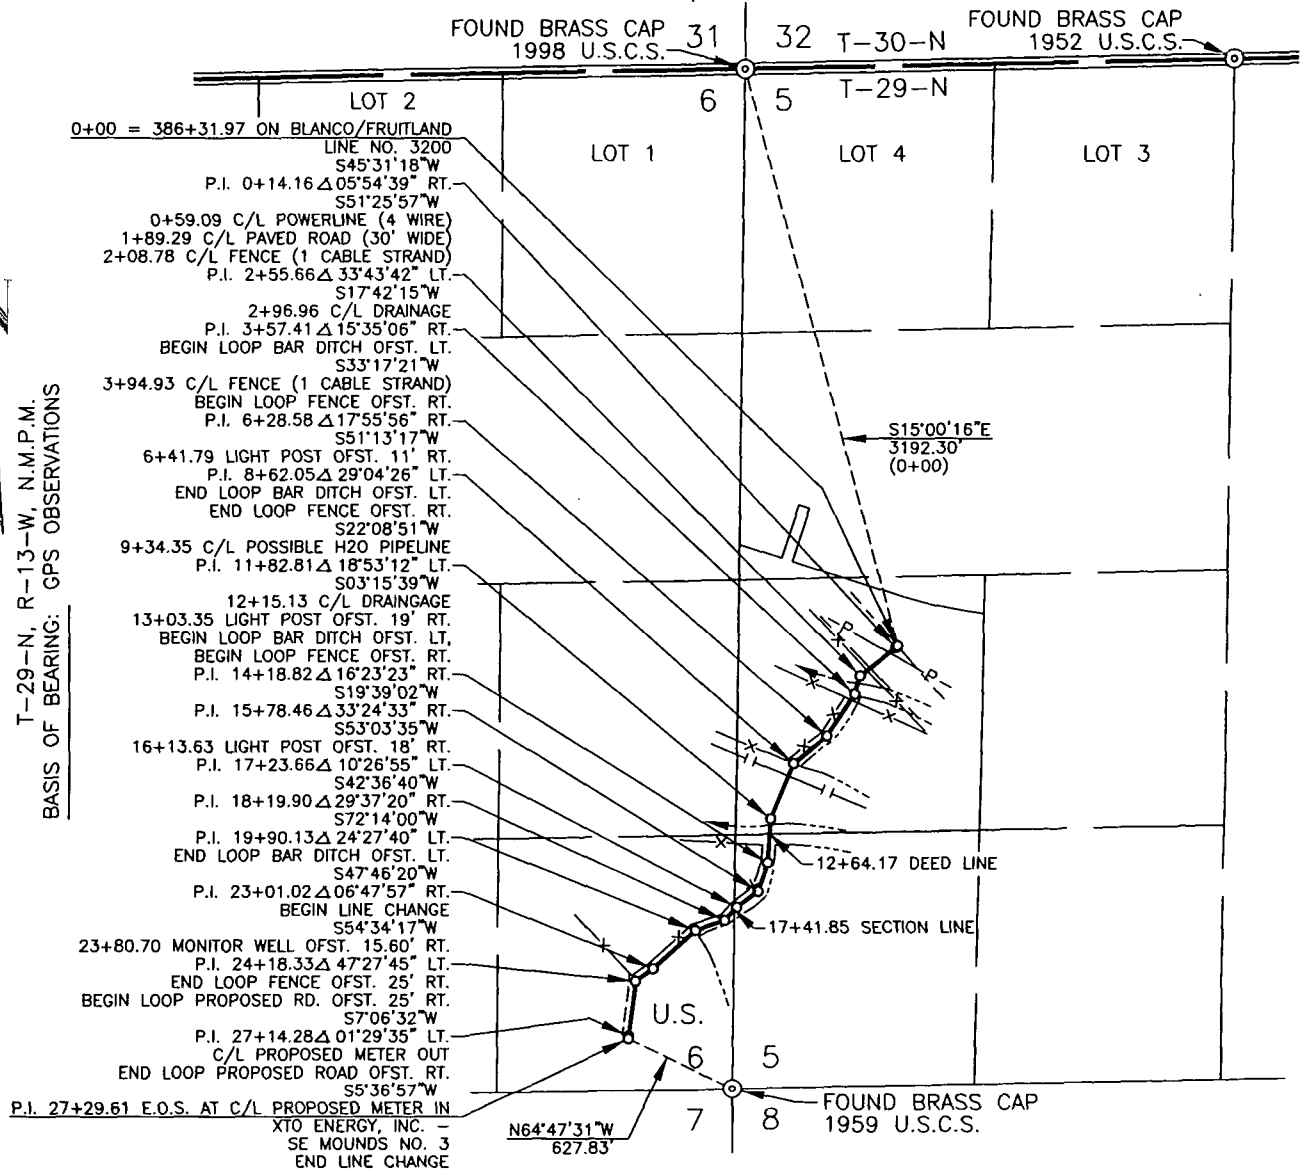 FOUND BRASS CAP
1998 U.S.C.S.
31
32
T-30-N
FOUND BRASS CAP
1952 U.S.C.S.
6
5
T-29-N
LOT 2
LOT 1
LOT 4
LOT 3
0+00 = 386+31.97 ON BLANCO/FRUITLAND
LINE NO. 3200
S45°31'18"W
P.I. 0+14.16 Δ 05°54'39" RT.
S51°25'57"W
0+59.09 C/L POWERLINE (4 WIRE)
1+89.29 C/L PAVED ROAD (30' WIDE)
2+08.78 C/L FENCE (1 CABLE STRAND)
P.I. 2+55.66 Δ 33°43'42" LT.
S17°42'15"W
2+96.96 C/L DRAINAGE
P.I. 3+57.41 Δ 15°35'06" RT.
BEGIN LOOP BAR DITCH OFST. LT.
S33°17'21"W
3+94.93 C/L FENCE (1 CABLE STRAND)
BEGIN LOOP FENCE OFST. RT.
P.I. 6+28.58 Δ 17°55'56" RT.
S51°13'17"W
6+41.79 LIGHT POST OFST. 11' RT.
P.I. 8+62.05 Δ 29°04'26" LT.
END LOOP BAR DITCH OFST. LT.
END LOOP FENCE OFST. RT.
S22°08'51"W
9+34.35 C/L POSSIBLE H2O PIPELINE
P.I. 11+82.81 Δ 18°53'12" LT.
S03°15'39"W
12+15.13 C/L DRAINGAGE
13+03.35 LIGHT POST OFST. 19' RT.
BEGIN LOOP BAR DITCH OFST. LT,
BEGIN LOOP FENCE OFST. RT.
P.I. 14+18.82 Δ 16°23'23" RT.
S19°39'02"W
P.I. 15+78.46 Δ 33°24'33" RT.
S53°03'35"W
16+13.63 LIGHT POST OFST. 18' RT.
P.I. 17+23.66 Δ 10°26'55" LT.
S42°36'40"W
P.I. 18+19.90 Δ 29°37'20" RT.
S72°14'00"W
P.I. 19+90.13 Δ 24°27'40" LT.
END LOOP BAR DITCH OFST. LT.
S47°46'20"W
P.I. 23+01.02 Δ 06°47'57" RT.
BEGIN LINE CHANGE
S54°34'17"W
23+80.70 MONITOR WELL OFST. 15.60' RT.
P.I. 24+18.33 Δ 47°27'45" LT.
END LOOP FENCE OFST. 25' RT.
BEGIN LOOP PROPOSED RD. OFST. 25' RT.
S7°06'32"W
P.I. 27+14.28 Δ 01°29'35" LT.
C/L PROPOSED METER OUT
END LOOP PROPOSED ROAD OFST. RT.
S5°36'57"W
P.I. 27+29.61 E.O.S. AT C/L PROPOSED METER IN
XTO ENERGY, INC. –
SE MOUNDS NO. 3
END LINE CHANGE
T-29-N, R-13-W, N.M.P.M.
BASIS OF BEARING: GPS OBSERVATIONS
S15°00'16"E
3192.30'
(0+00)
P
P
12+64.17 DEED LINE
17+41.85 SECTION LINE
U.S.
6
5
7
8
N64°47'31"W
627.83'
FOUND BRASS CAP
1959 U.S.C.S.